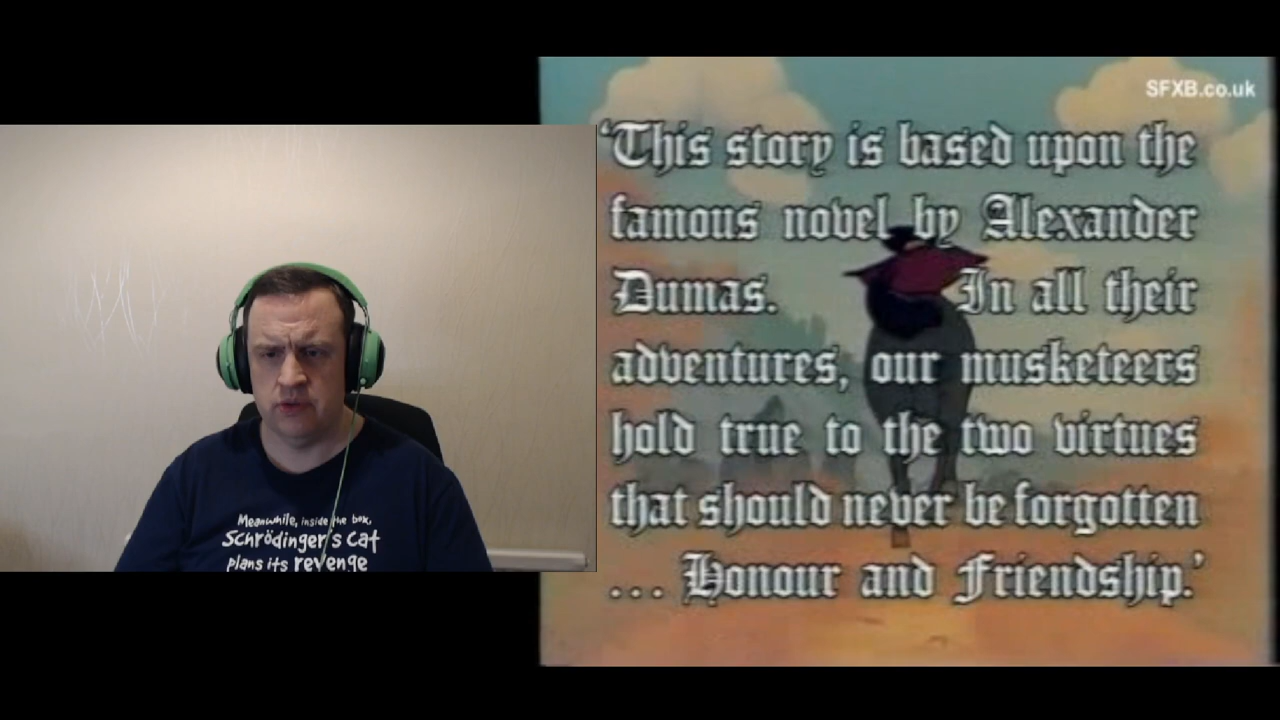 SFXB.co.uk
‘This story is based upon the
famous novel by Alexander
Dumas. In all their
adventures, our musketeers
hold true to the two virtues
that should never be forgotten
... Honour and Friendship.’
Meanwhile, inside the box,
Schrödinger's Cat
plans its revenge